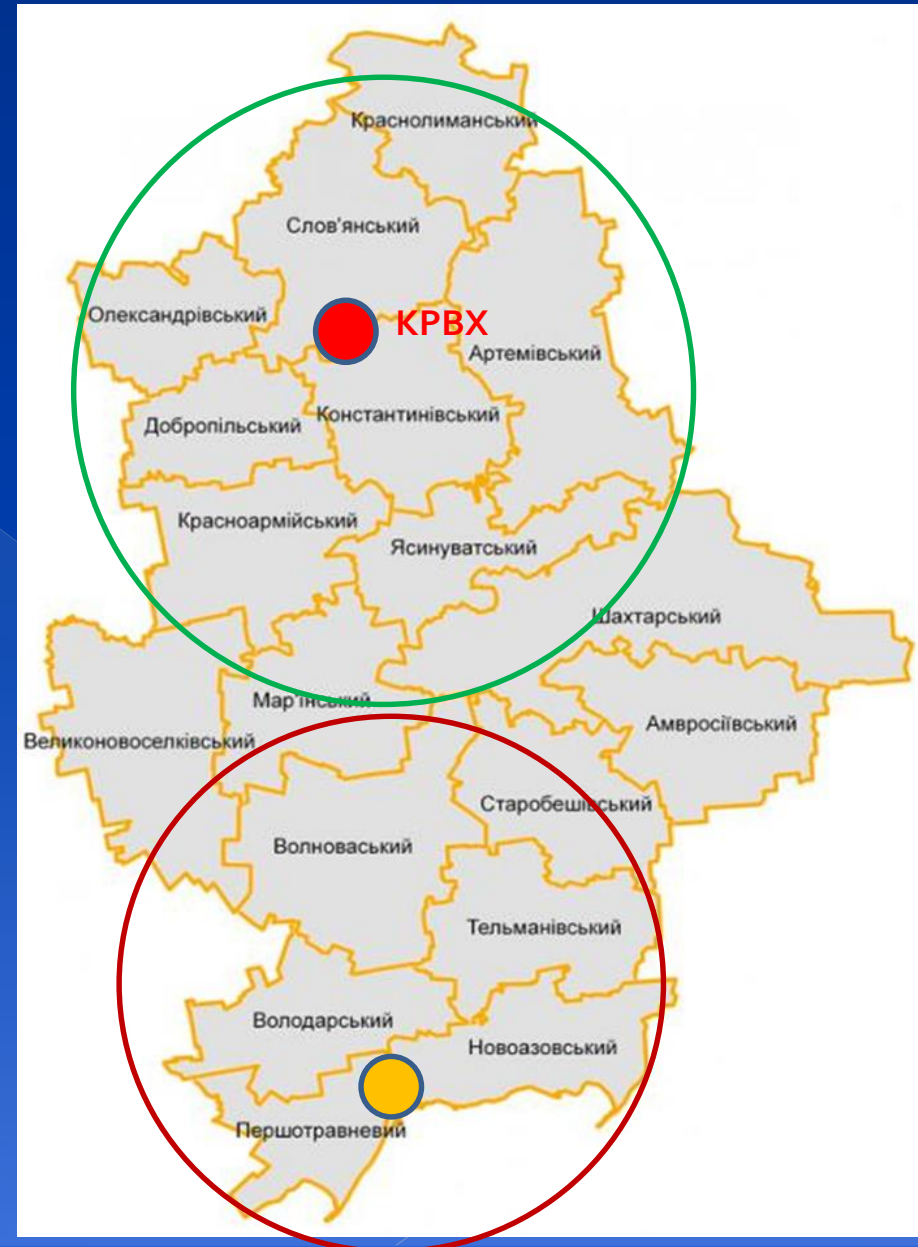 Краснолиманський
Слов'янський
Олександрівський
КРВХ
Артемівський
Добропільський
Константинівський
Красноармійський
Ясинуватський
Шахтарський
Мар'їнський
Амвросіївський
Великоновоселківський
Старобешівський
Волноваський
Тельманівський
Володарський
Новоазовський
Першотравневий